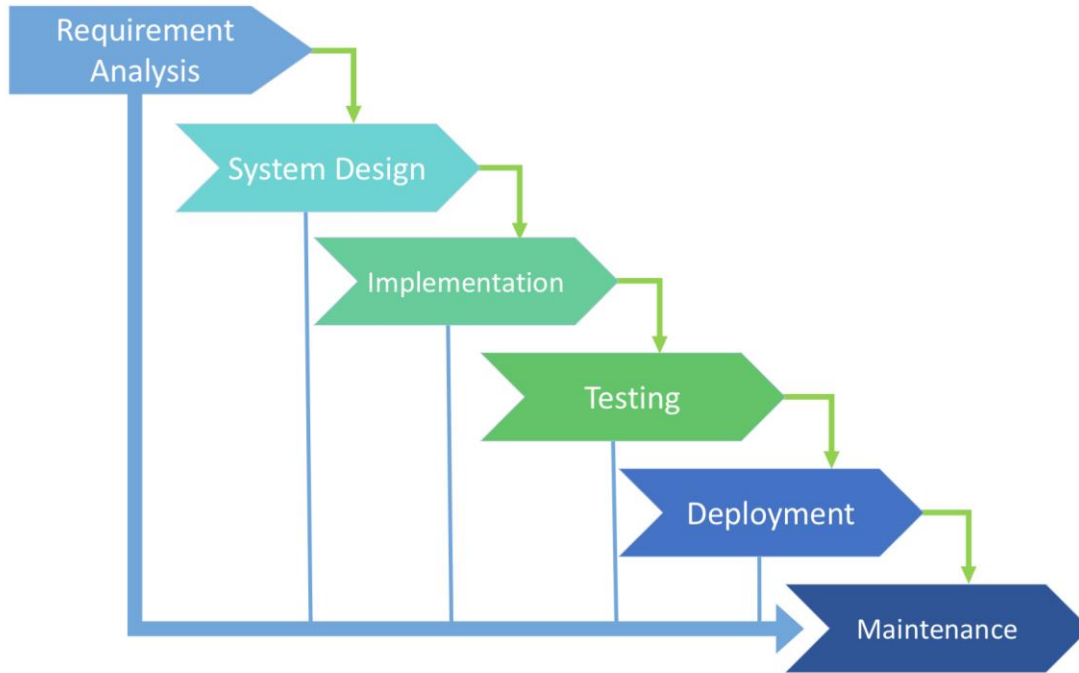 Requirement
Analysis
System Design
Implementation
Testing
Deployment
Maintenance